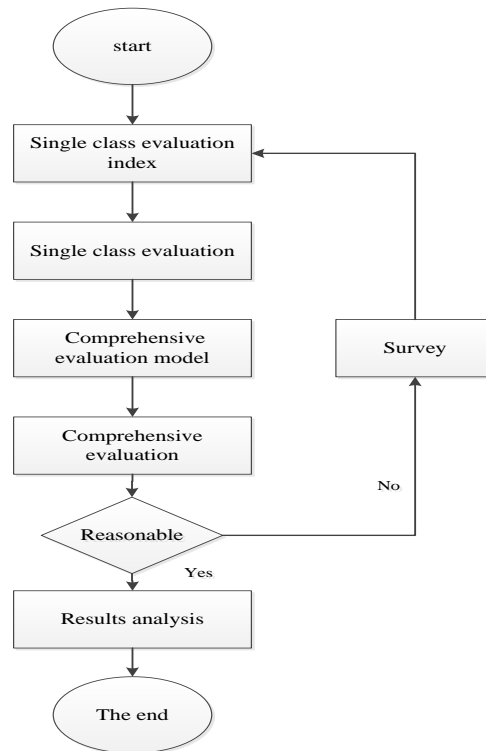 start
Single class evaluation
index
Single class evaluation
Comprehensive
evaluation model
Survey
Comprehensive
evaluation
No
Reasonable
Yes
Results analysis
The end